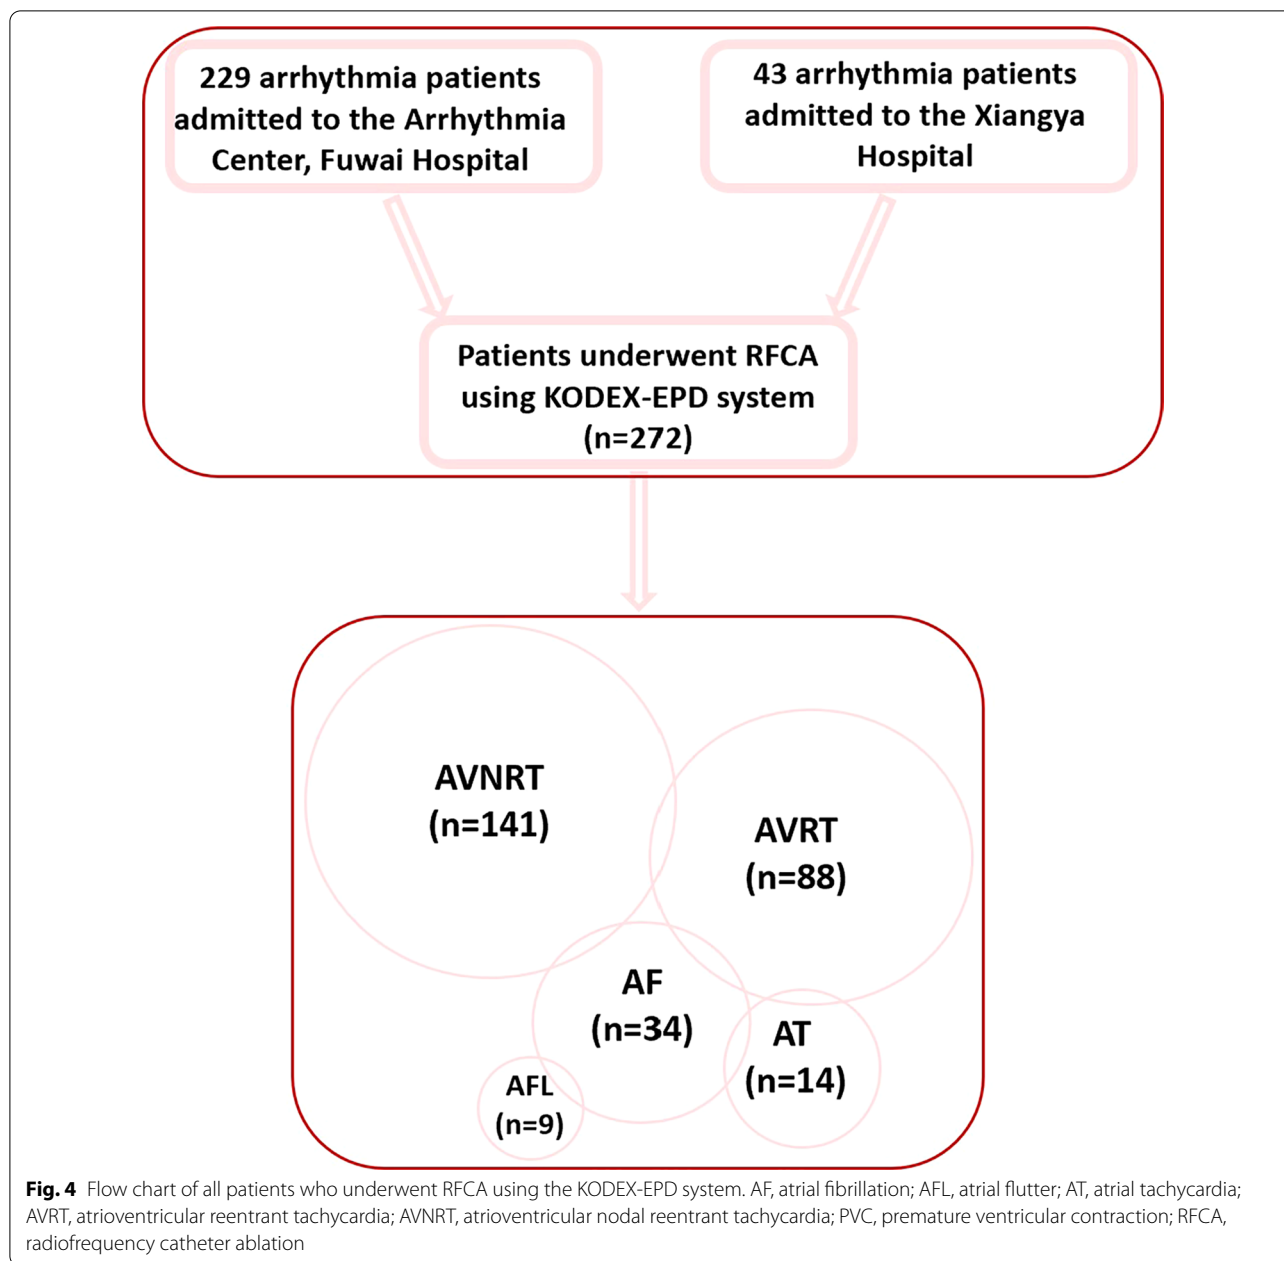 229 arrhythmia patients
admitted to the Arrhythmia
Center, Fuwai Hospital
43 arrhythmia patients
admitted to the Xiangya
Hospital
Patients underwent RFCA
using KODEX-EPD system
(n=272)
AVNRT
(n=141)
AVRT
(n=88)
AF
(n=34)
AT
(n=14)
AFL
(n=9)
Fig. 4 Flow chart of all patients who underwent RFCA using the KODEX-EPD system. AF, atrial fibrillation; AFL, atrial flutter; AT, atrial tachycardia;
AVRT, atrioventricular reentrant tachycardia; AVNRT, atrioventricular nodal reentrant tachycardia; PVC, premature ventricular contraction; RFCA,
radiofrequency catheter ablation